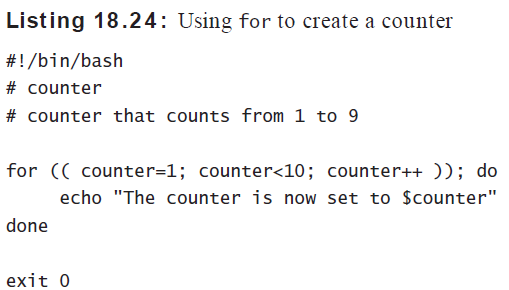 Listing 18.24: Using for to create a counter
#!/bin/bash
# counter
# counter that counts from 1 to 9
for (( counter=1; counter<10; counter++ )); do
echo "The counter is now set to $counter"
done
exit 0